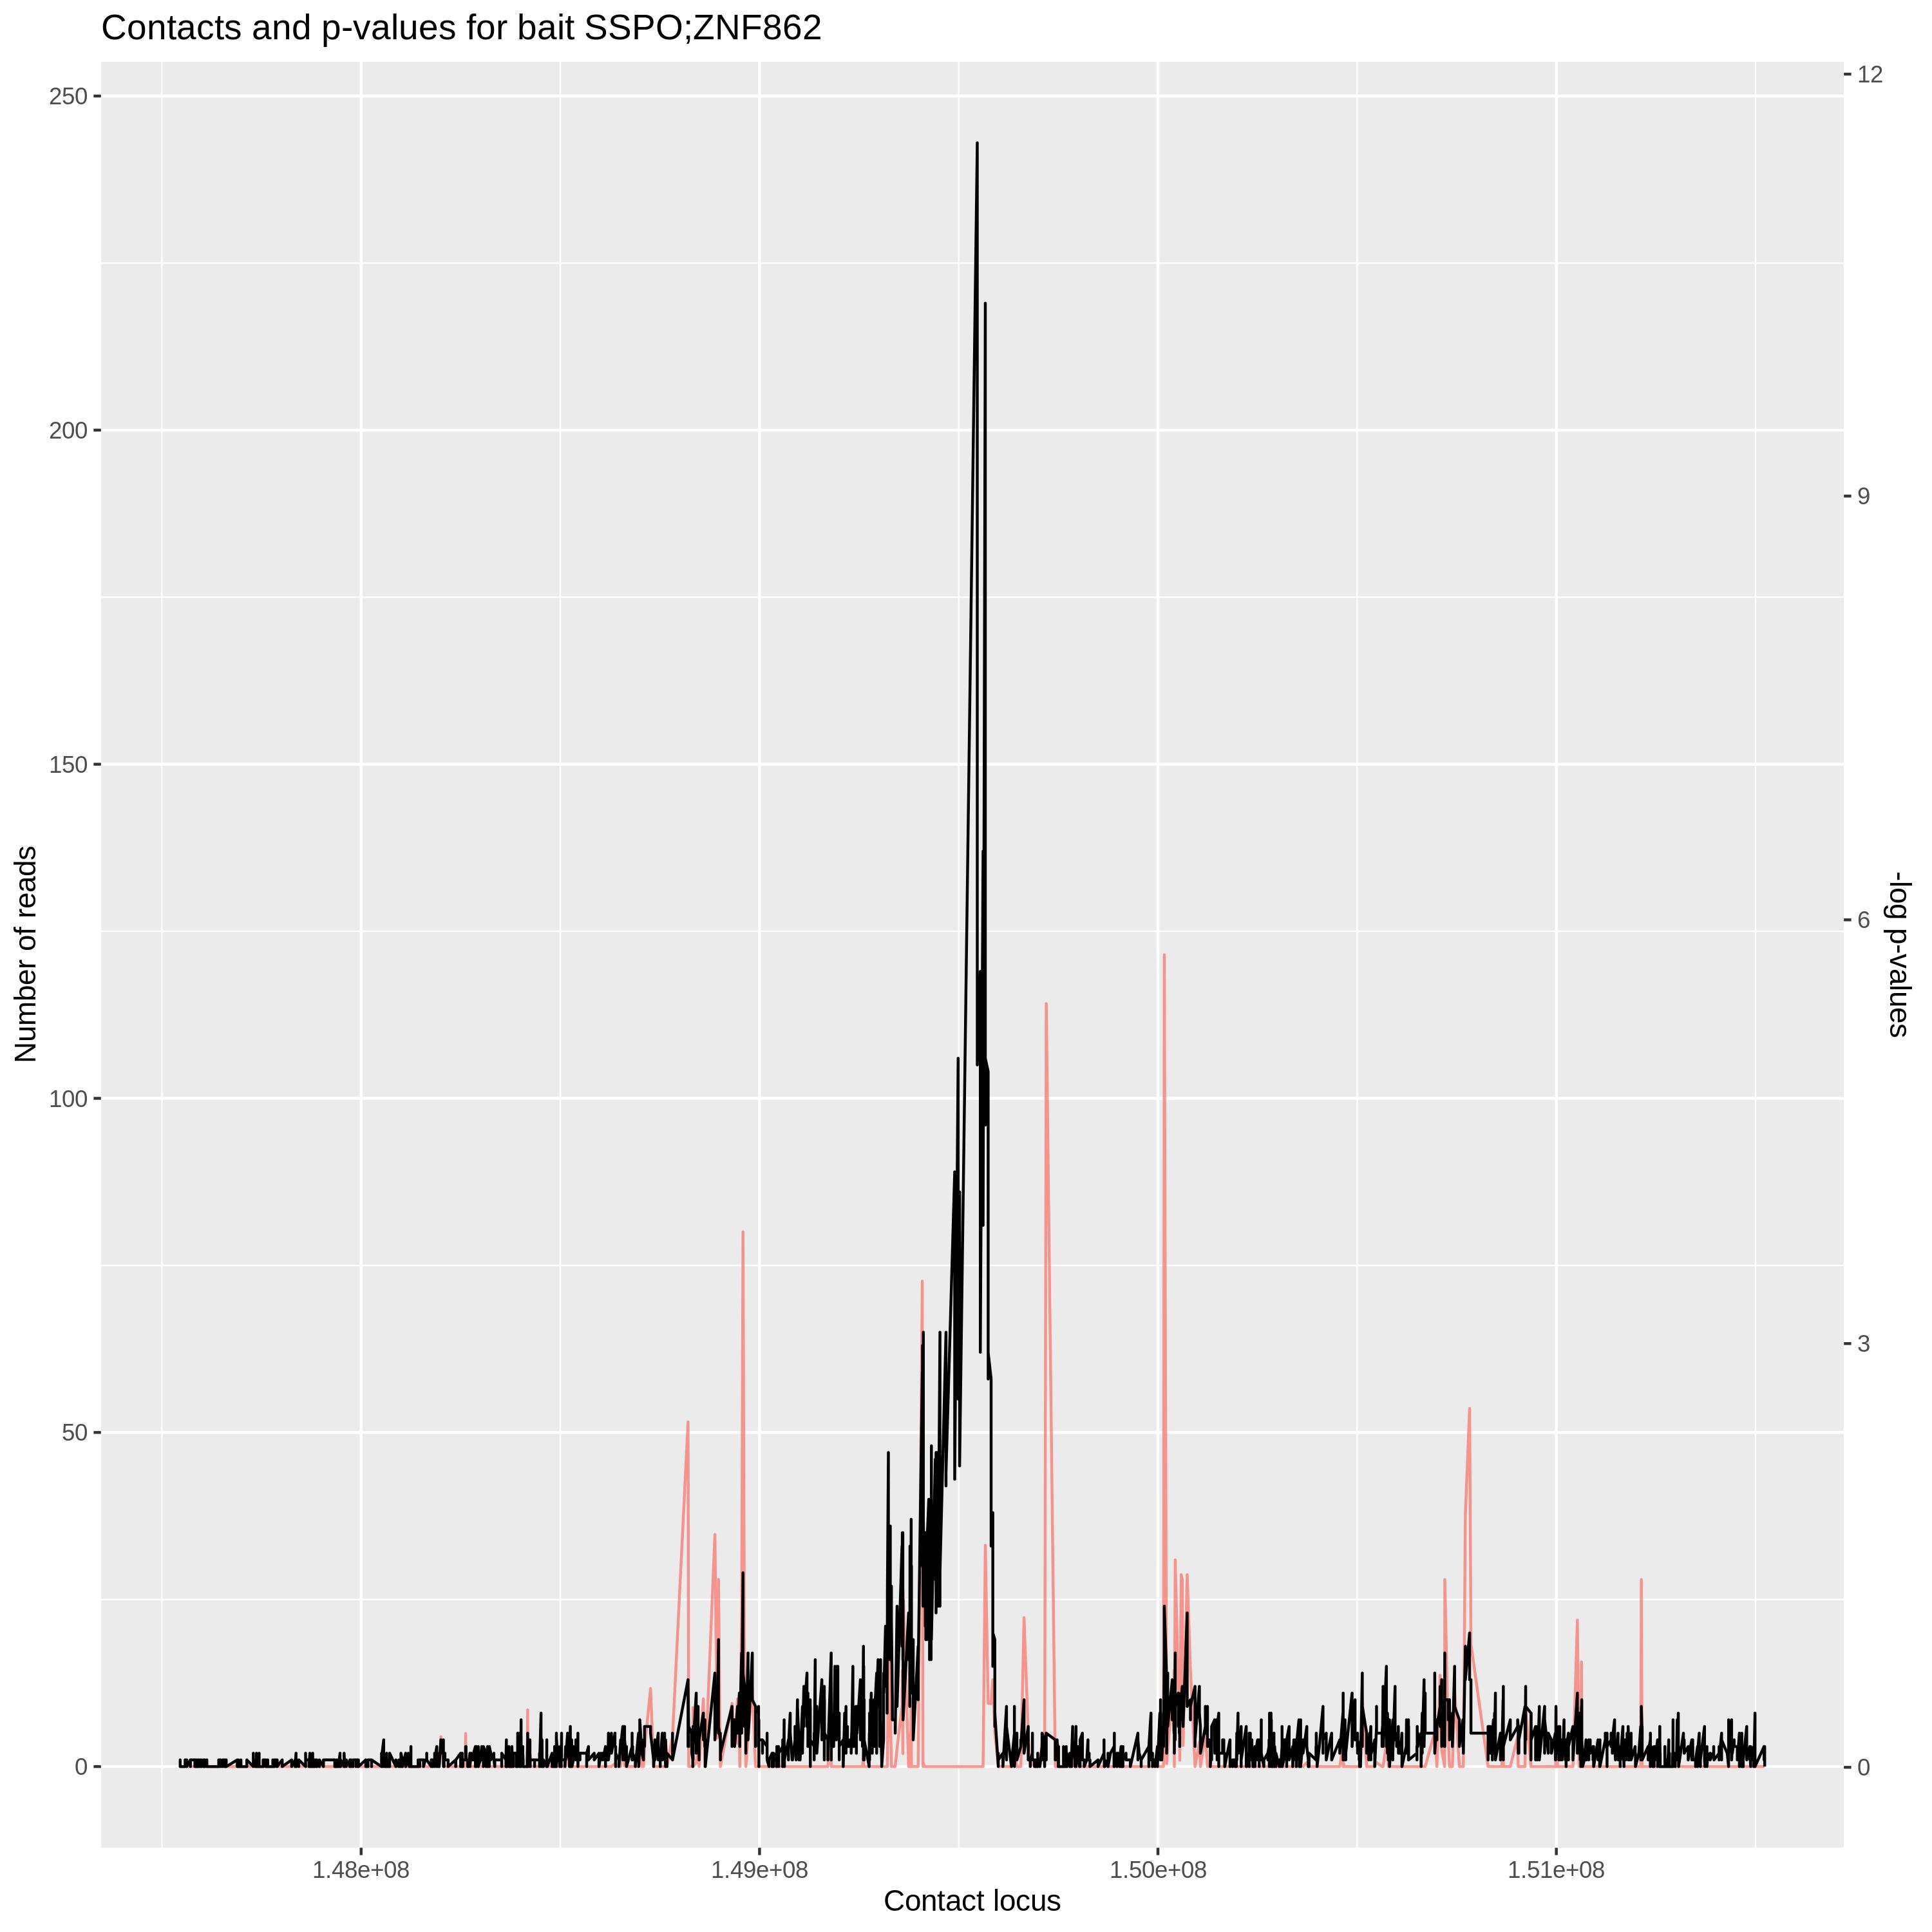 Contacts and p-values for bait SSPO;ZNF862
250
200
150
100
50
0
Number of reads
12
9
6
3
0
-log p-values
1.48e+08
1.49e+08
1.50e+08
1.51e+08
Contact locus